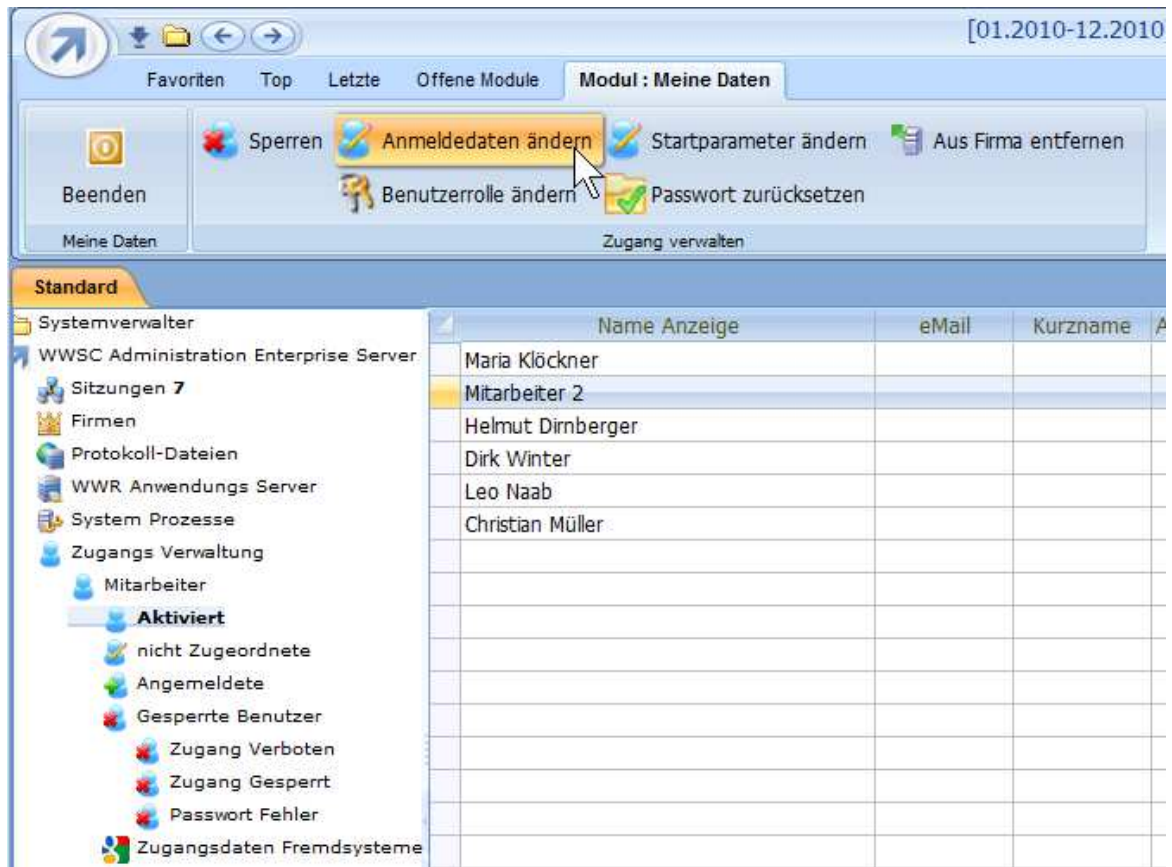 [01.2010-12.2010
Favoriten Top Letzte Offene Module Modul : Meine Daten
Sperren Anmeldedaten ändern Startparameter ändern Aus Firma entfernen
Beenden Benutzerrolle ändern Passwort zurücksetzen
Meine Daten Zugang verwalten
Standard
Systemverwalter
WWSC Administration Enterprise Server
Sitzungen 7
Firmen
Protokoll-Dateien
WWR Anwendungs Server
System Prozesse
Zugangs Verwaltung
Mitarbeiter
Aktiviert
nicht Zugeordnete
Angemeldete
Gesperrte Benutzer
Zugang Verboten
Zugang Gesperrt
Passwort Fehler
Zugangsdaten Fremdsysteme
Name Anzeige eMail Kurzname A
Maria Klöckner
Mitarbeiter 2
Helmut Dirnberger
Dirk Winter
Leo Naab
Christian Müller